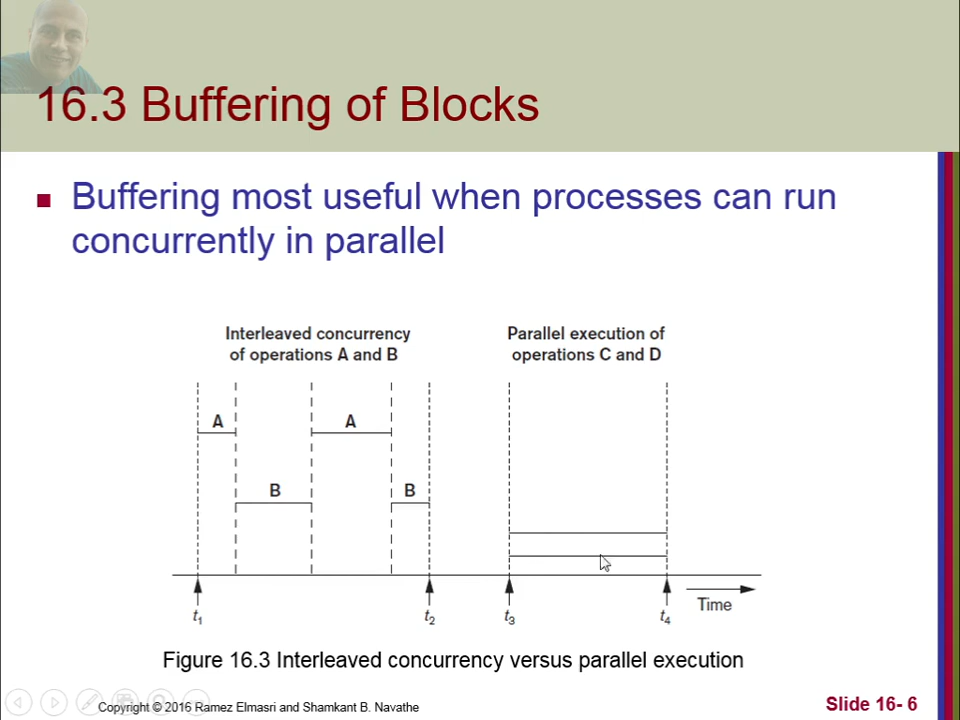 16.3 Buffering of Blocks
Buffering most useful when processes can run
concurrently in parallel
Interleaved concurrency
of operations A and B
Parallel execution of
operations C and D
A
A
B
B
t1
t2
t3
t4
Time
Figure 16.3 Interleaved concurrency versus parallel execution
Copyright © 2016 Ramez Elmasri and Shamkant B. Navathe
Slide 16- 6